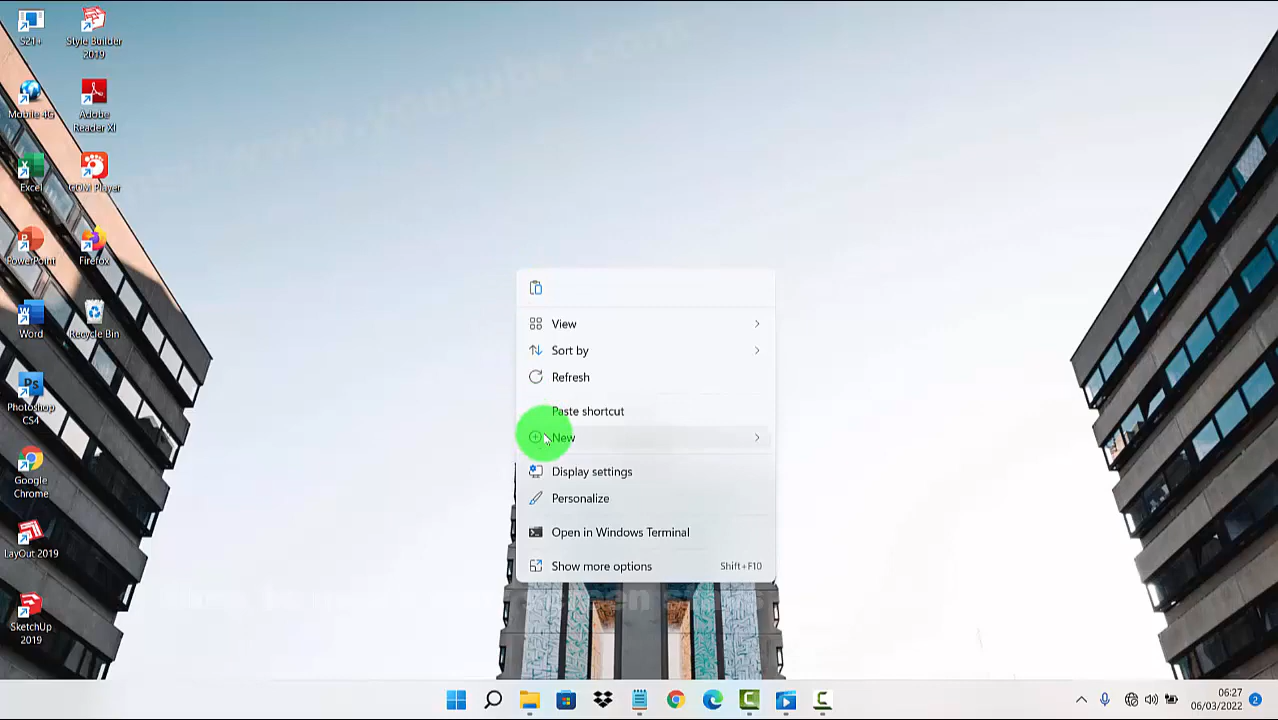 S21+
Style Builder
2019
Mobile 4G
Adobe
Reader XI
Excel
GOM Player
PowerPoint
Firefox
Word
Recycle Bin
Photoshop
CS4
Google
Chrome
LayOut 2019
SketchUp
2019
View
Sort by
Refresh
Paste shortcut
New
Display settings
Personalize
Open in Windows Terminal
Show more options Shift+F10
06:27
06/03/2022
2